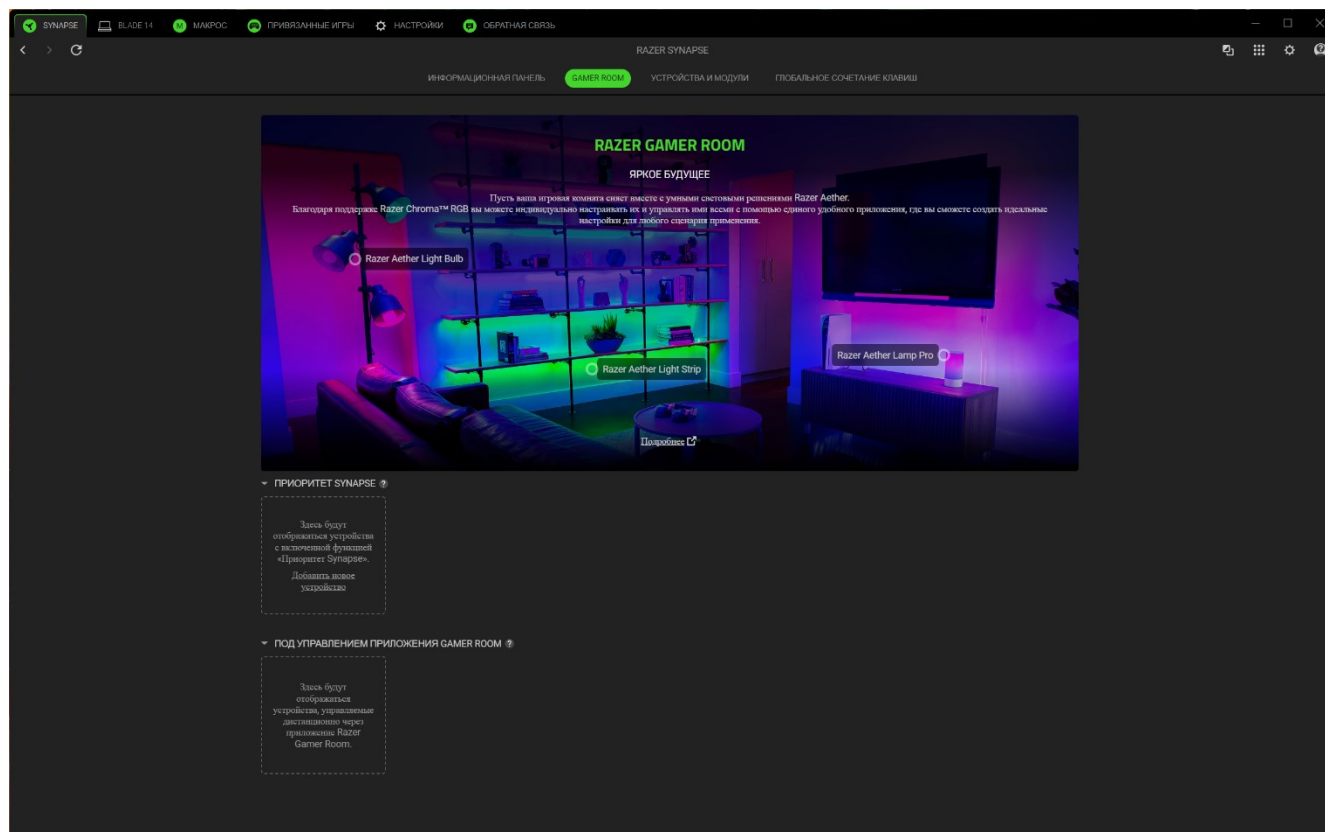 SYNAPSE BLADE 14 МАКРОС ПРИВЯЗАННЫЕ ИГРЫ НАСТРОЙКИ ОБРАТНАЯ СВЯЗЬ
RAZER SYNAPSE
ИНФОРМАЦИОННАЯ ПАНЕЛЬ GAMER ROOM УСТРОЙСТВА И МОДУЛИ ГЛОБАЛЬНОЕ СОЧЕТАНИЕ КЛАВИШ
RAZER GAMER ROOM
ЯРКОЕ БУДУЩЕЕ
Пусть ваша игровая комната сияет вместе с умными световыми решениями Razer Aether.
Благодаря поддержке Razer Chroma™ RGB вы можете индивидуально настраивать их и управлять ими всеми с помощью единого удобного приложения, где вы сможете создать идеальные
настройки для любого сценария применения.
Razer Aether Light Bulb
Razer Aether Lamp Pro
Razer Aether Light Strip
Подробнее
ПРИОРИТЕТ SYNAPSE ?
Здесь будут
отображаться устройства
с включенной функцией
«Приоритет Synapse».
Добавить новое
устройство
ПОД УПРАВЛЕНИЕМ ПРИЛОЖЕНИЯ GAMER ROOM ?
Здесь будут
отображаться
устройства, управляемые
дистанционно через
приложение Razer
Gamer Room.